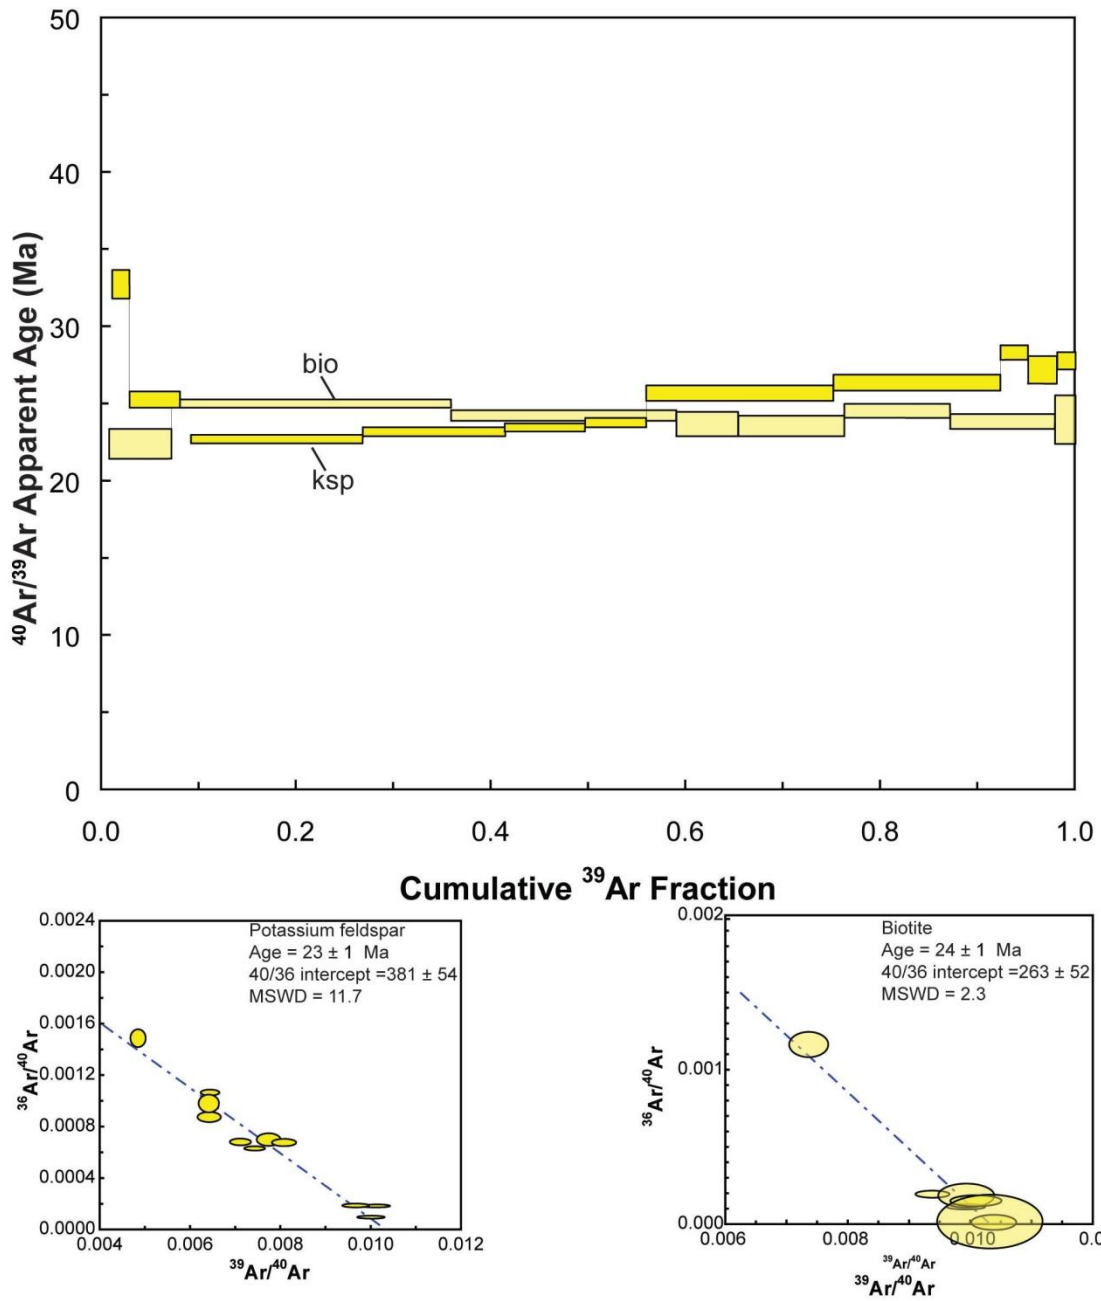 50
40
30
20
10
0
⁴⁰Ar/³⁹Ar Apparent Age (Ma)
bio
ksp
0.0 0.2 0.4 0.6 0.8 1.0
Cumulative ³⁹Ar Fraction
0.0024
0.0020
0.0016
0.0012
0.0008
0.0004
0.0000
³⁶Ar/⁴⁰Ar
Potassium feldspar
Age = 23 ± 1 Ma
40/36 intercept =381 ± 54
MSWD = 11.7
0.004 0.006 0.008 0.010 0.012
³⁹Ar/⁴⁰Ar
0.002
0.001
0.000
³⁶Ar/⁴⁰Ar
Biotite
Age = 24 ± 1 Ma
40/36 intercept =263 ± 52
MSWD = 2.3
0.006 0.008 0.010 0.0
³⁹Ar/⁴⁰Ar
³⁹Ar/⁴⁰Ar